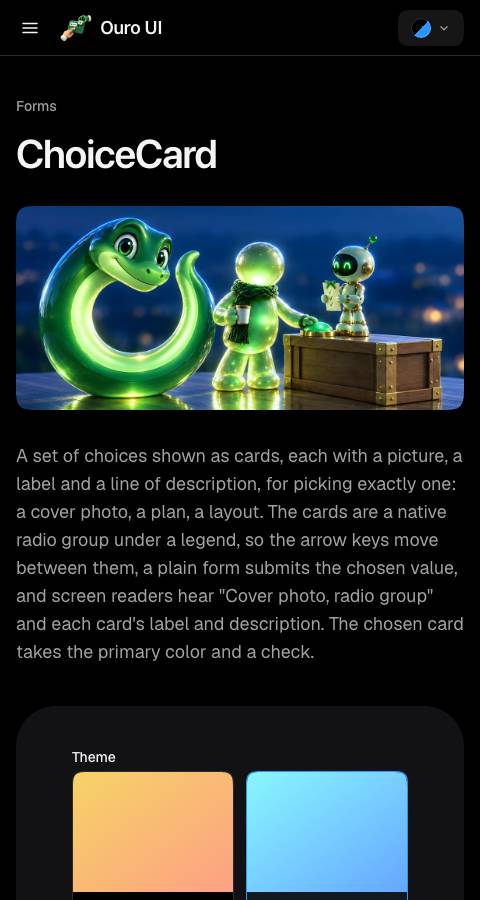 Ouro UI
Forms
ChoiceCard
A set of choices shown as cards, each with a picture, a
label and a line of description, for picking exactly one:
a cover photo, a plan, a layout. The cards are a native
radio group under a legend, so the arrow keys move
between them, a plain form submits the chosen value,
and screen readers hear "Cover photo, radio group"
and each card's label and description. The chosen card
takes the primary color and a check.
Theme